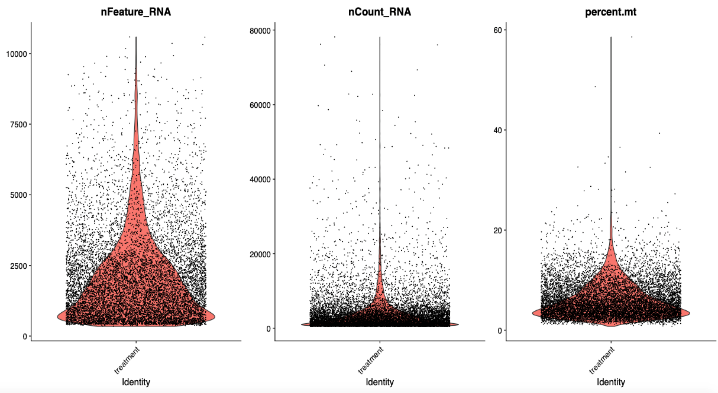 nFeature_RNA
10000
7500
5000
2500
0
treatment
Identity
nCount_RNA
80000
60000
40000
20000
0
treatment
Identity
percent.mt
60
40
20
0
treatment
Identity